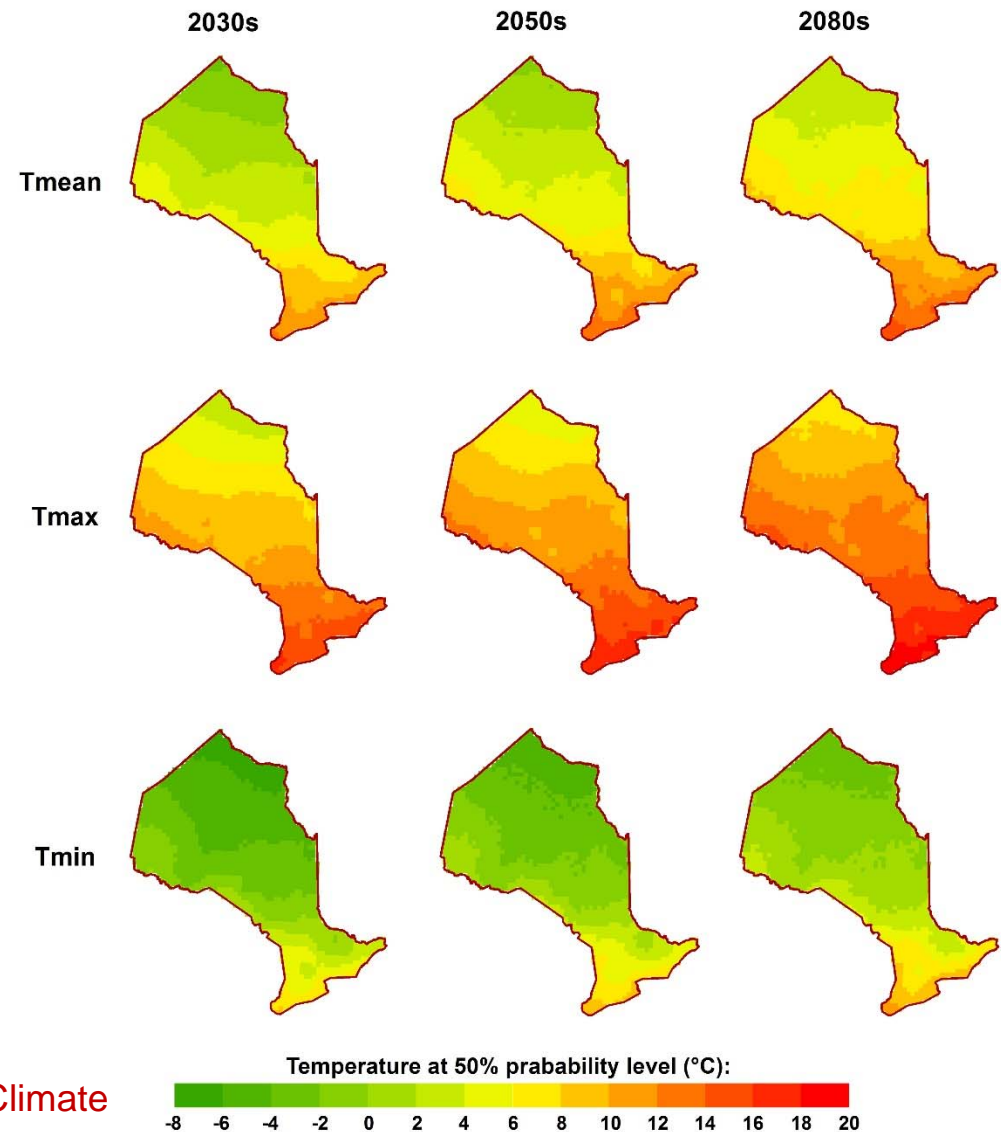 2030s 2050s 2080s
Tmean
Tmax
Tmin
Temperature at 50% prabability level (°C):
Climate
-8 -6 -4 -2 0 2 4 6 8 10 12 14 16 18 20